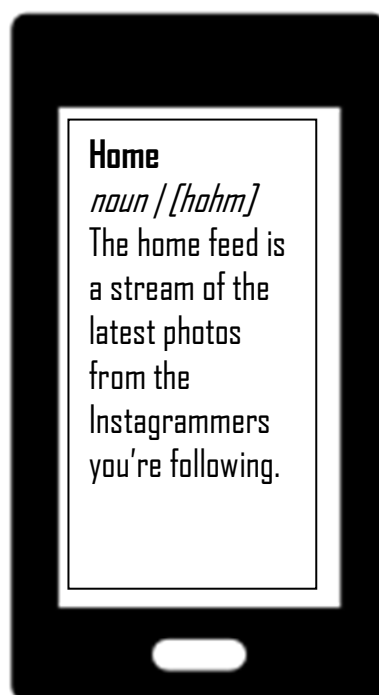 Home
noun | [hohm]
The home feed is
a stream of the
latest photos
from the
Instagrammers
you're following.